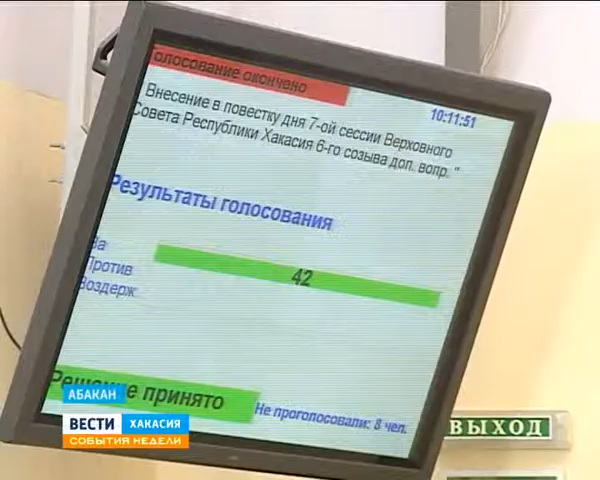 олосование окончено
10:11:51
Внесение в повестку дня 7-ой сессии Верховного
Совета Республики Хакасия 6-го созыва доп. вопр. "
Результаты голосования
За
42
Против
Воздерж
принято
Не проголосовали: 8 чел.
АБАКАН
ВЕСТИ ХАКАСИЯ
СОБЫТИЯ НЕДЕЛИ
ВЫХОД